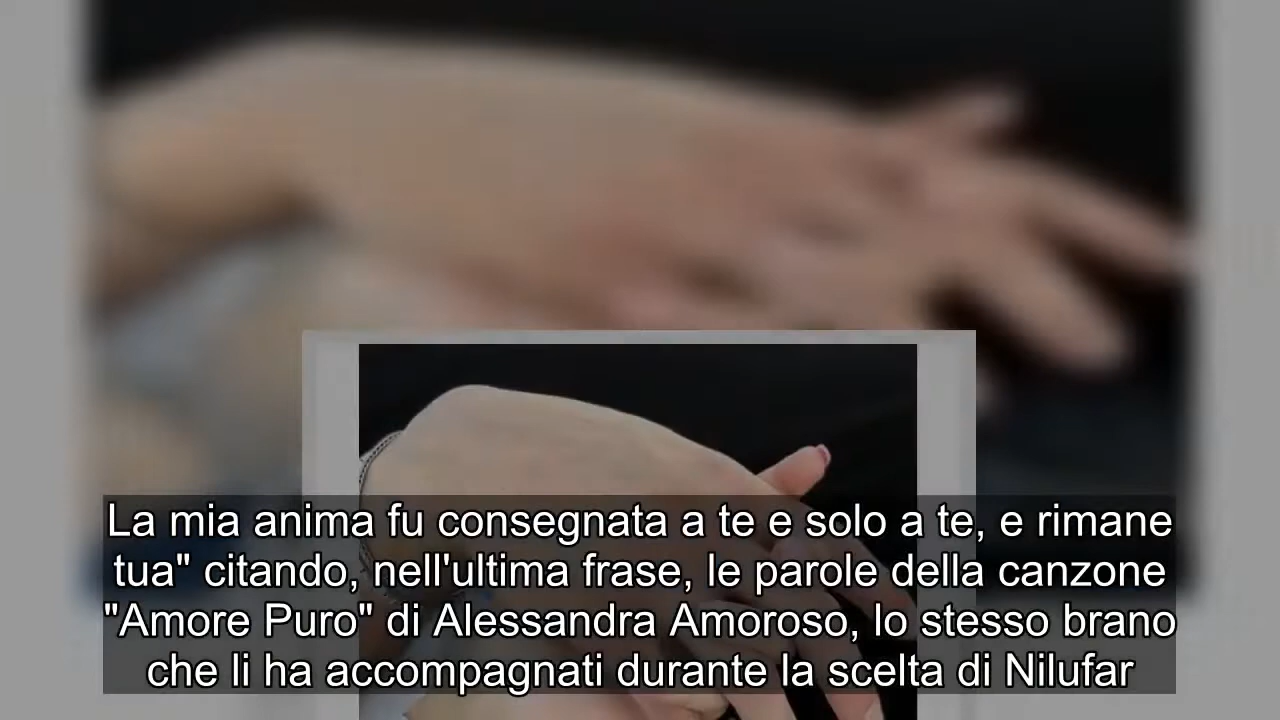 La mia anima fu consegnata a te e solo a te, e rimane
tua" citando, nell'ultima frase, le parole della canzone
"Amore Puro" di Alessandra Amoroso, lo stesso brano
che li ha accompagnati durante la scelta di Nilufar